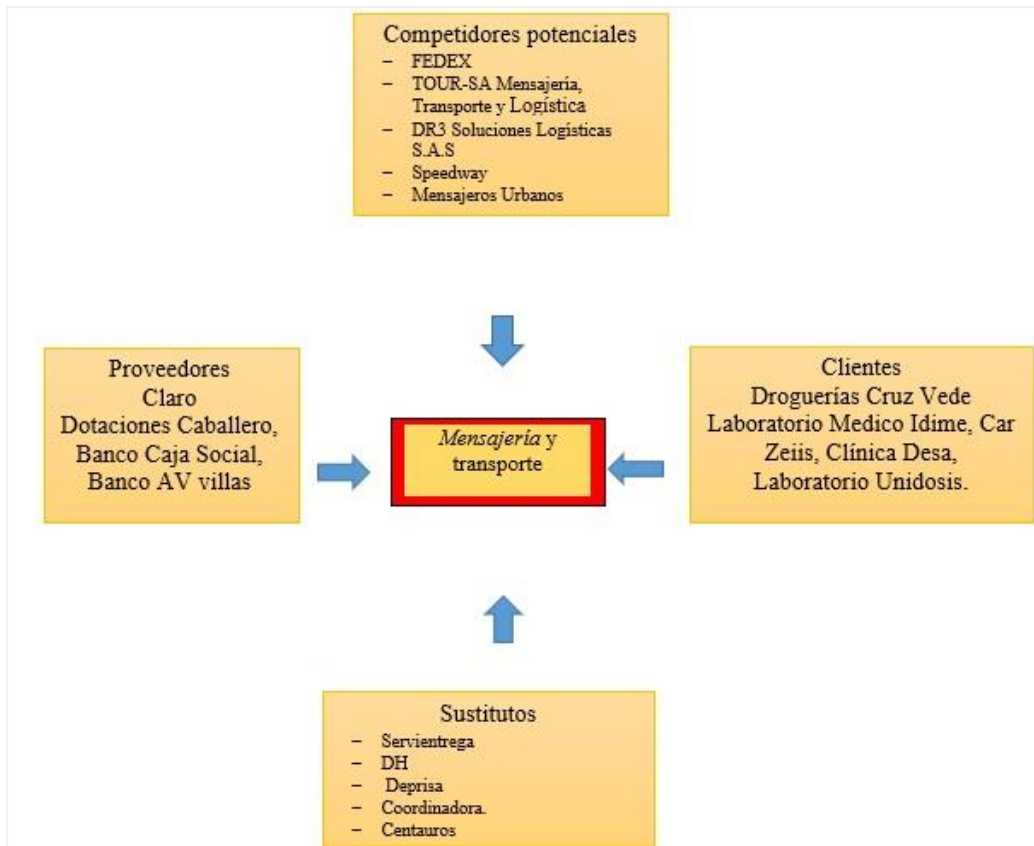 Competidores potenciales
– FEDEX
– TOUR-SA Mensajería,
Transporte y Logística
– DR3 Soluciones Logísticas
S.A.S
– Speedway
– Mensajeros Urbanos
Proveedores
Claro
Dotaciones Caballero,
Banco Caja Social,
Banco AV villas
Mensajería y
transporte
Clientes
Droguerías Cruz Vede
Laboratorio Medico Idime, Car
Zeiis, Clínica Desa,
Laboratorio Unidosis.
Sustitutos
– Servientrega
– DH
– Deprisa
– Coordinadora.
– Centauros